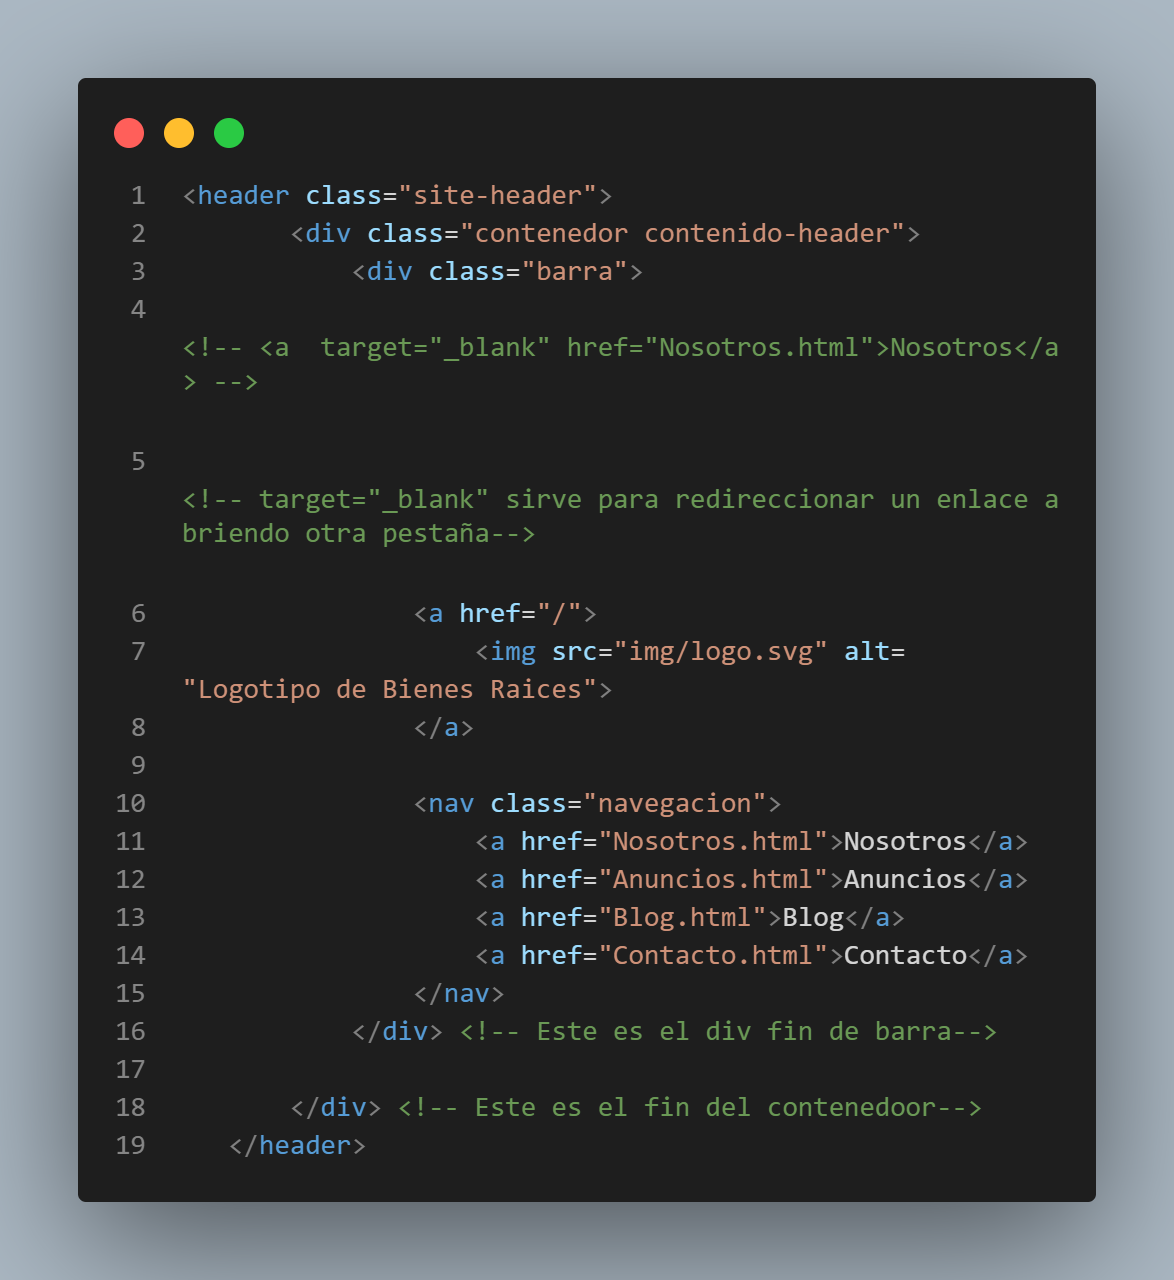 1 <header class="site-header">
2 <div class="contenedor contenido-header">
3 <div class="barra">
4
<!-- <a  target="_blank" href="Nosotros.html">Nosotros</a
> -->
5
<!-- target="_blank" sirve para redireccionar un enlace a
briendo otra pestaña-->
6 <a href="/">
7 <img src="img/logo.svg" alt=
"Logotipo de Bienes Raices">
8 </a>
9
10 <nav class="navegacion">
11 <a href="Nosotros.html">Nosotros</a>
12 <a href="Anuncios.html">Anuncios</a>
13 <a href="Blog.html">Blog</a>
14 <a href="Contacto.html">Contacto</a>
15 </nav>
16 </div> <!-- Este es el div fin de barra-->
17
18 </div> <!-- Este es el fin del contenedoor-->
19 </header>